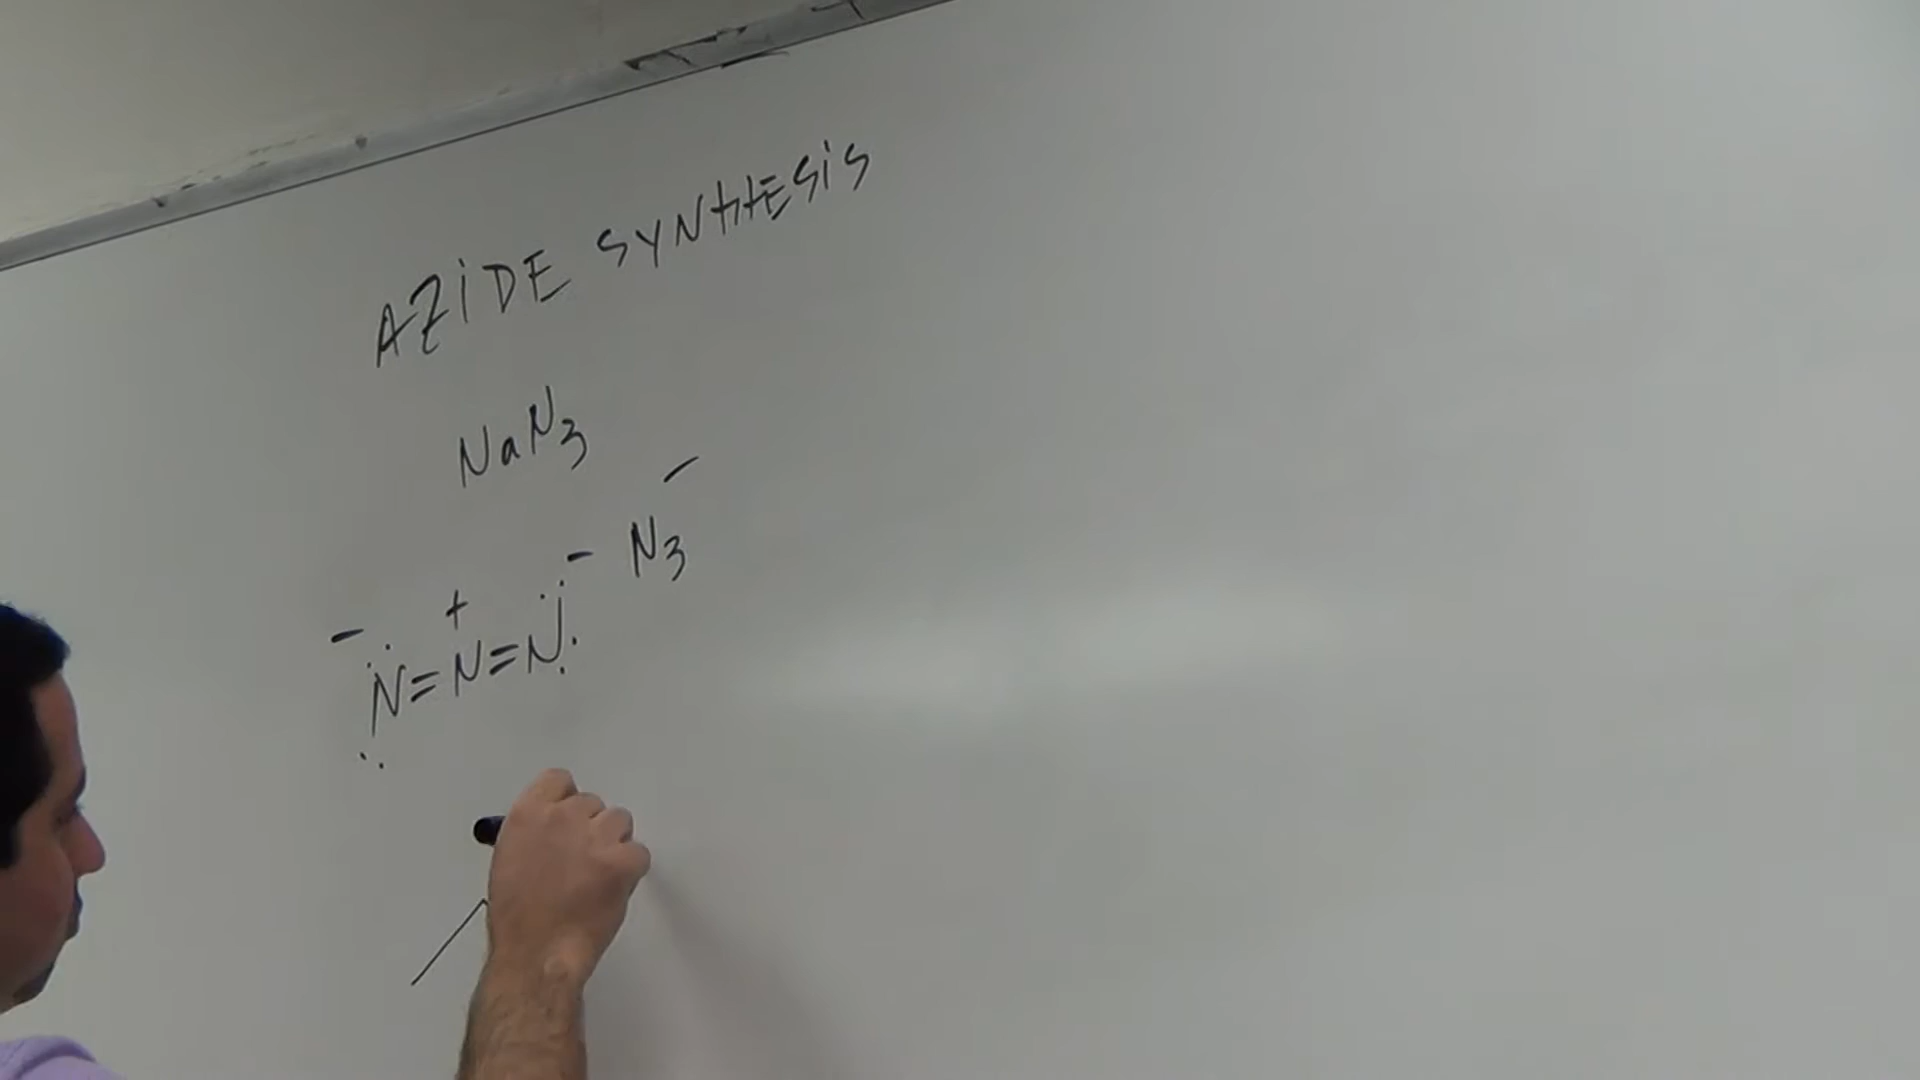 AZiDE SYNTHESiS
NaN3
N3 -
- + -
N=N=N